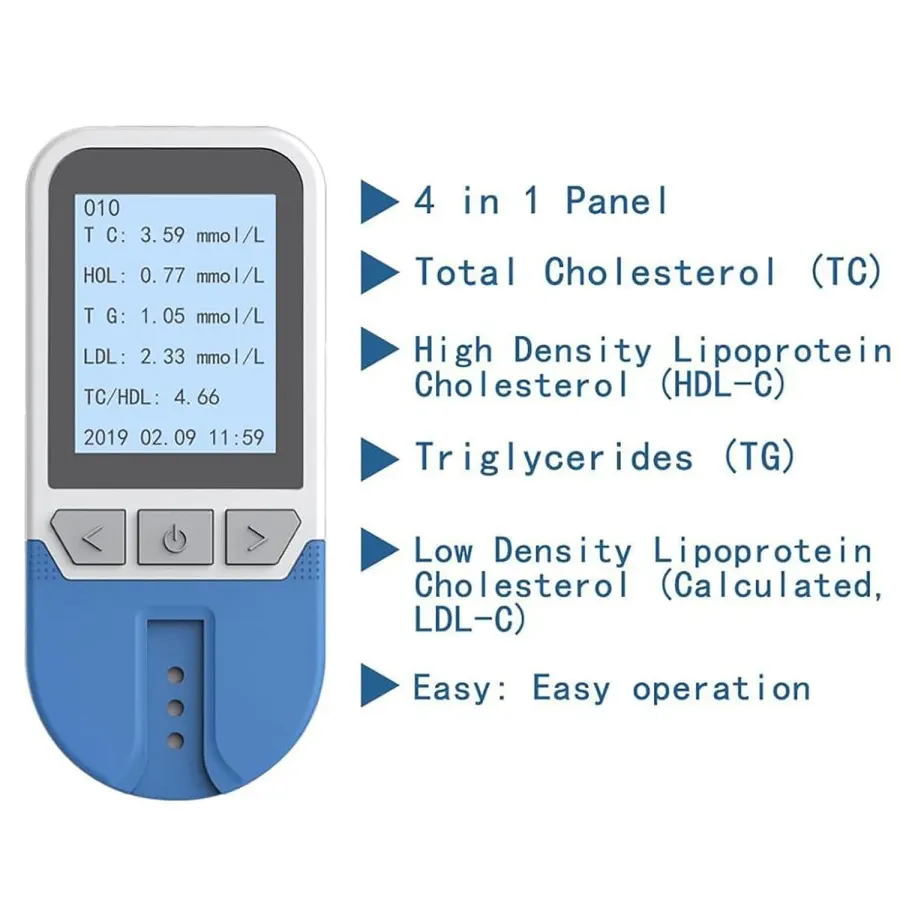 010
T C: 3.59 mmol/L
HOL: 0.77 mmol/L
T G: 1.05 mmol/L
LDL: 2.33 mmol/L
TC/HDL: 4.66
2019 02.09 11:59
4 in 1 Panel
Total Cholesterol (TC)
High Density Lipoprotein
Cholesterol (HDL-C)
Triglycerides (TG)
Low Density Lipoprotein
Cholesterol (Calculated,
LDL-C)
Easy: Easy operation